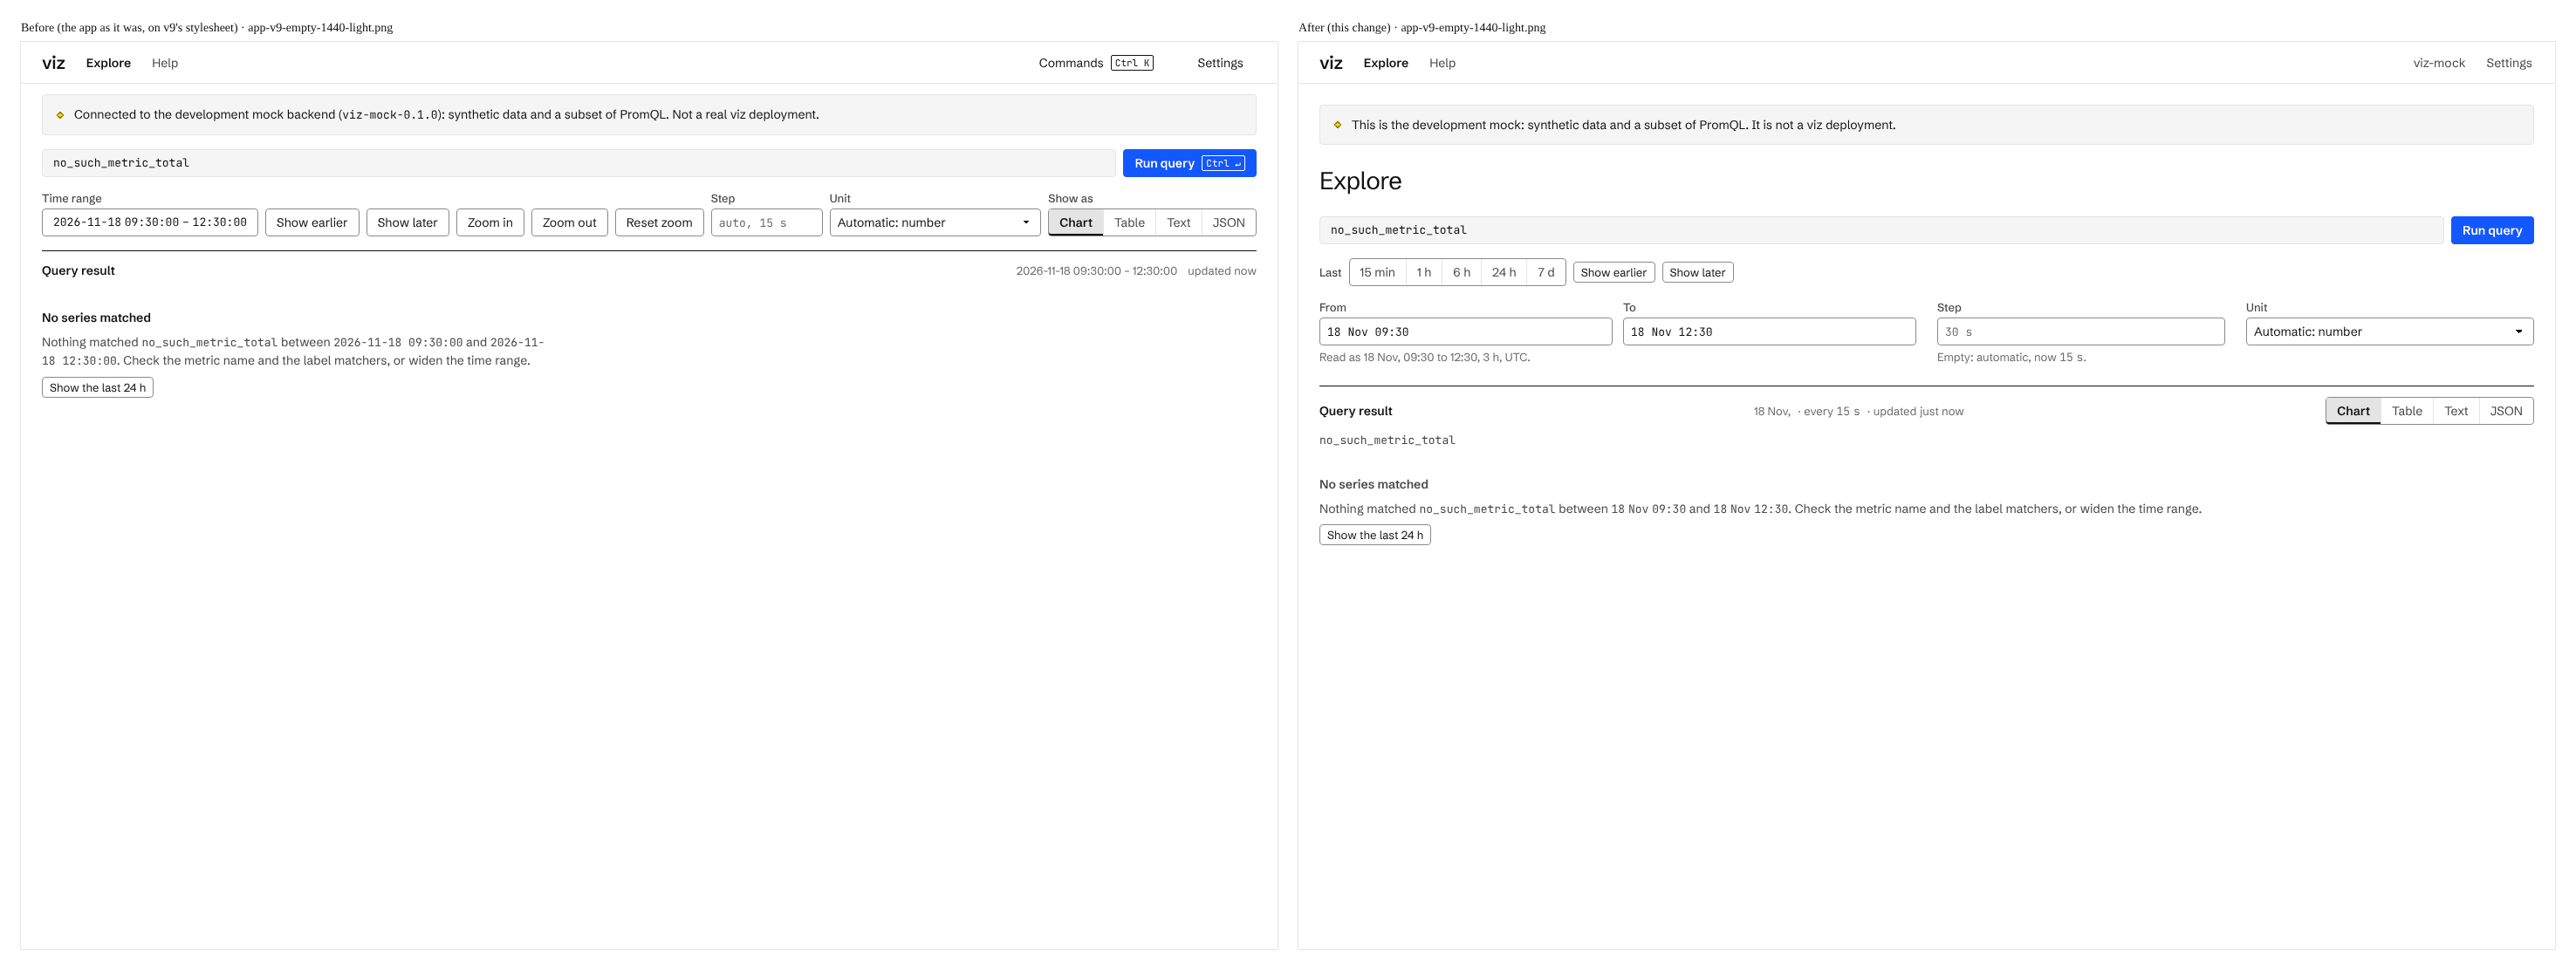 Before (the app as it was, on v9's stylesheet) · app-v9-empty-1440-light.png
viz Explore Help Commands Ctrl K Settings
Connected to the development mock backend (viz-mock-0.1.0): synthetic data and a subset of PromQL. Not a real viz deployment.
no_such_metric_total Run query Ctrl ↵
Time range Step Unit Show as
2026-11-18 09:30:00 – 12:30:00 Show earlier Show later Zoom in Zoom out Reset zoom auto, 15 s Automatic: number Chart Table Text JSON
Query result 2026-11-18 09:30:00 – 12:30:00 updated now
No series matched
Nothing matched no_such_metric_total between 2026-11-18 09:30:00 and 2026-11-
18 12:30:00. Check the metric name and the label matchers, or widen the time range.
Show the last 24 h
After (this change) · app-v9-empty-1440-light.png
viz Explore Help viz-mock Settings
This is the development mock: synthetic data and a subset of PromQL. It is not a viz deployment.
Explore
no_such_metric_total Run query
Last 15 min 1 h 6 h 24 h 7 d Show earlier Show later
From To Step Unit
18 Nov 09:30 18 Nov 12:30 30 s Automatic: number
Read as 18 Nov, 09:30 to 12:30, 3 h, UTC. Empty: automatic, now 15 s.
Query result 18 Nov, · every 15 s · updated just now Chart Table Text JSON
no_such_metric_total
No series matched
Nothing matched no_such_metric_total between 18 Nov 09:30 and 18 Nov 12:30. Check the metric name and the label matchers, or widen the time range.
Show the last 24 h